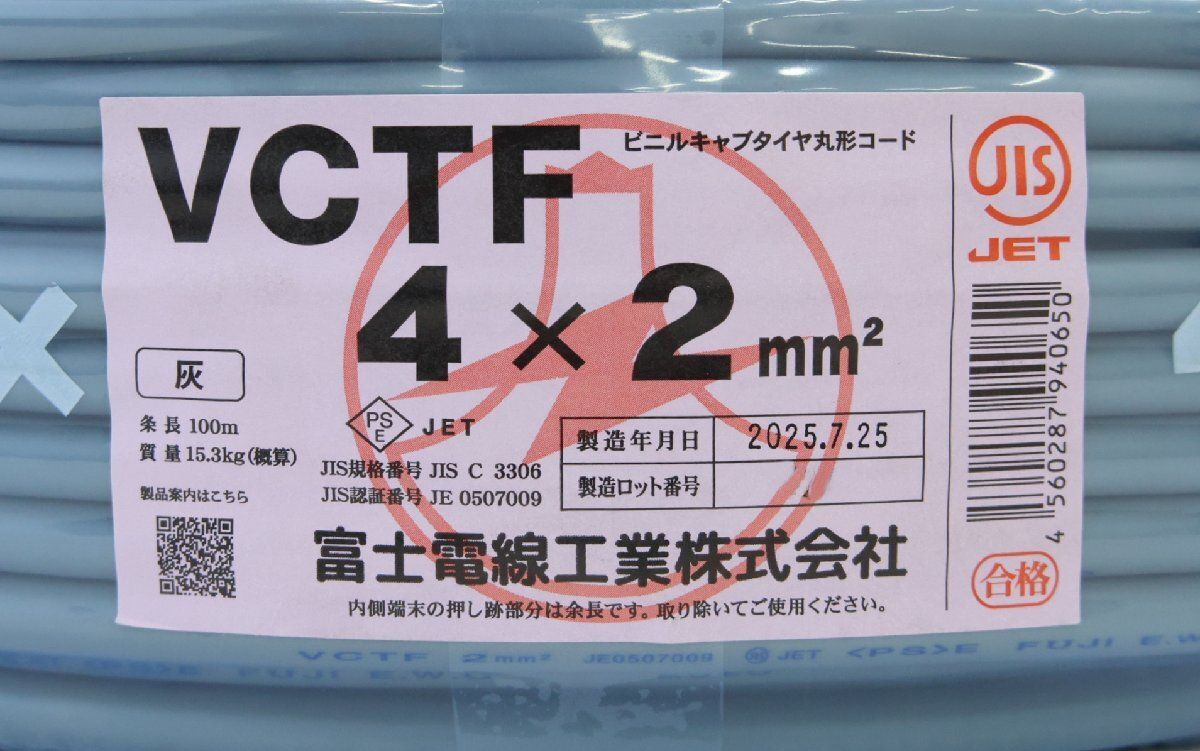 VCTF
ビニルキャブタイヤ丸形コード
4×2mm²
灰
条長 100m
質量 15.3kg(概算)
製品案内はこちら
PS
E
JET
JIS規格番号 JIS C 3306
JIS認証番号 JE 0507009
製造年月日 2025.7.25
製造ロット番号
富士電線工業株式会社
内側端末の押し跡部分は余長です。取り除いてご使用ください。
JIS
JET
4 560287 940650
合格
VCTF 2mm² JE0507009 JIS JET <PS>E FUJI E.W.
FUJI E.W.C